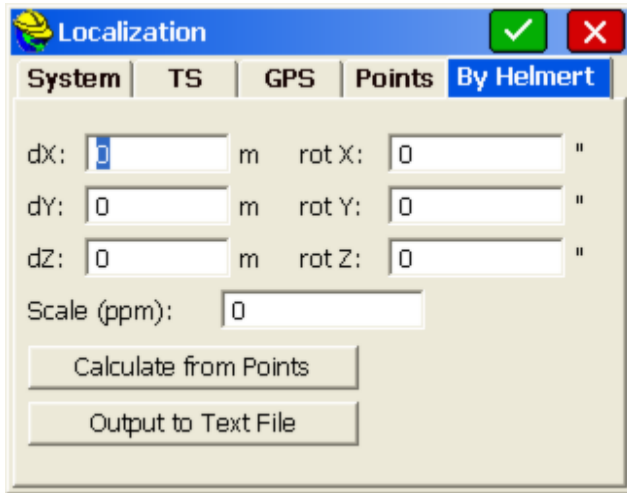 Localization
System TS GPS Points By Helmert
dX: 0 m rot X: 0 "
dY: 0 m rot Y: 0 "
dZ: 0 m rot Z: 0 "
Scale (ppm): 0
Calculate from Points
Output to Text File